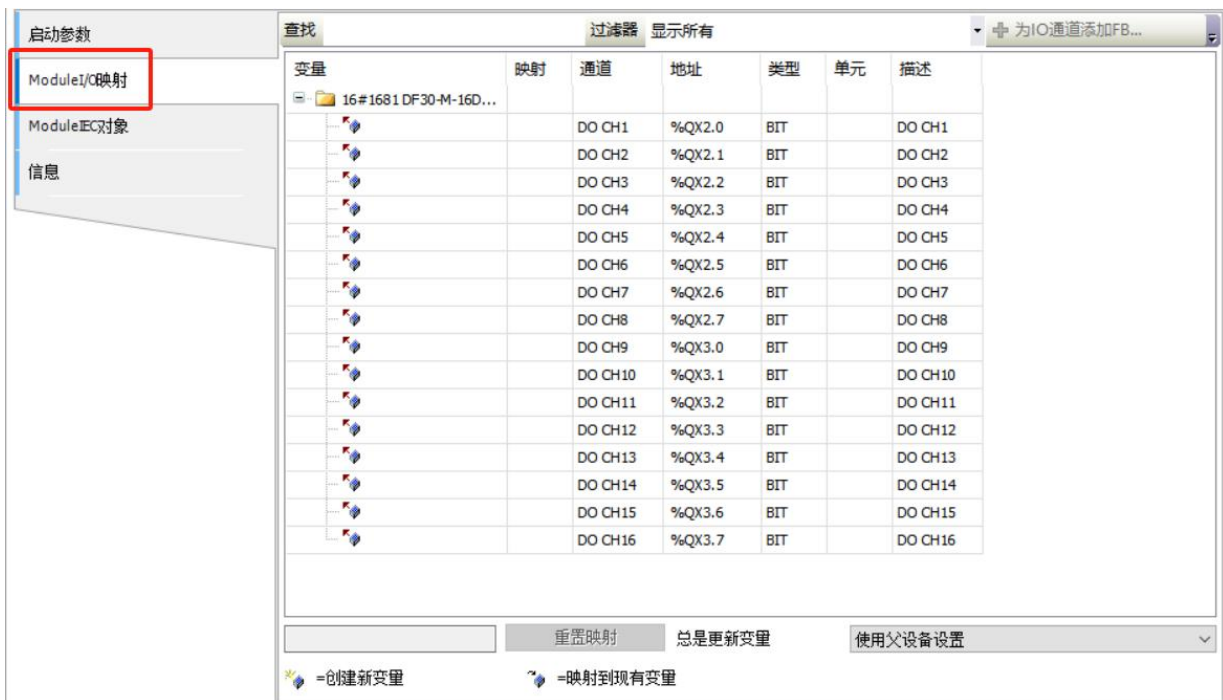 启动参数
ModuleI/O映射
ModuleIEC对象
信息
查找 过滤器 显示所有 为IO通道添加FB...
变量 映射 通道 地址 类型 单元 描述
16#1681 DF30-M-16D...
DO CH1 %QX2.0 BIT DO CH1
DO CH2 %QX2.1 BIT DO CH2
DO CH3 %QX2.2 BIT DO CH3
DO CH4 %QX2.3 BIT DO CH4
DO CH5 %QX2.4 BIT DO CH5
DO CH6 %QX2.5 BIT DO CH6
DO CH7 %QX2.6 BIT DO CH7
DO CH8 %QX2.7 BIT DO CH8
DO CH9 %QX3.0 BIT DO CH9
DO CH10 %QX3.1 BIT DO CH10
DO CH11 %QX3.2 BIT DO CH11
DO CH12 %QX3.3 BIT DO CH12
DO CH13 %QX3.4 BIT DO CH13
DO CH14 %QX3.5 BIT DO CH14
DO CH15 %QX3.6 BIT DO CH15
DO CH16 %QX3.7 BIT DO CH16
重置映射 总是更新变量 使用父设备设置
=创建新变量 =映射到现有变量